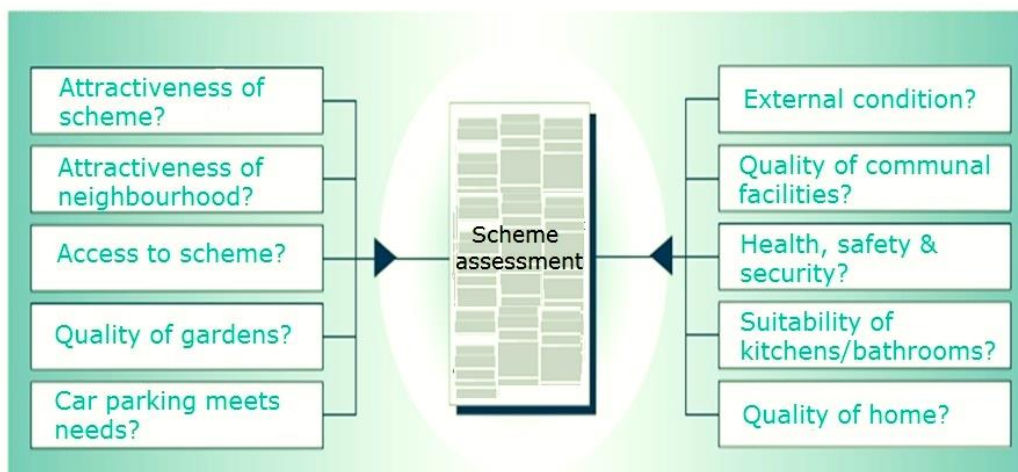 Attractiveness of
scheme?
Attractiveness of
neighbourhood?
Access to scheme?
Quality of gardens?
Car parking meets
needs?
Scheme
assessment
External condition?
Quality of communal
facilities?
Health, safety &
security?
Suitability of
kitchens/bathrooms?
Quality of home?